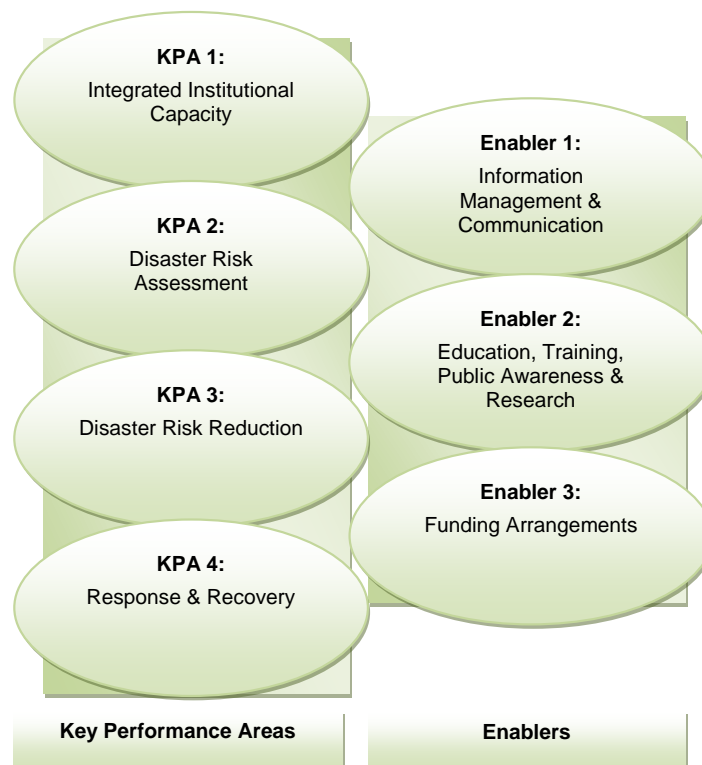 KPA 1:
Integrated Institutional
Capacity
KPA 2:
Disaster Risk
Assessment
KPA 3:
Disaster Risk Reduction
KPA 4:
Response & Recovery
Key Performance Areas
Enabler 1:
Information
Management &
Communication
Enabler 2:
Education, Training,
Public Awareness &
Research
Enabler 3:
Funding Arrangements
Enablers